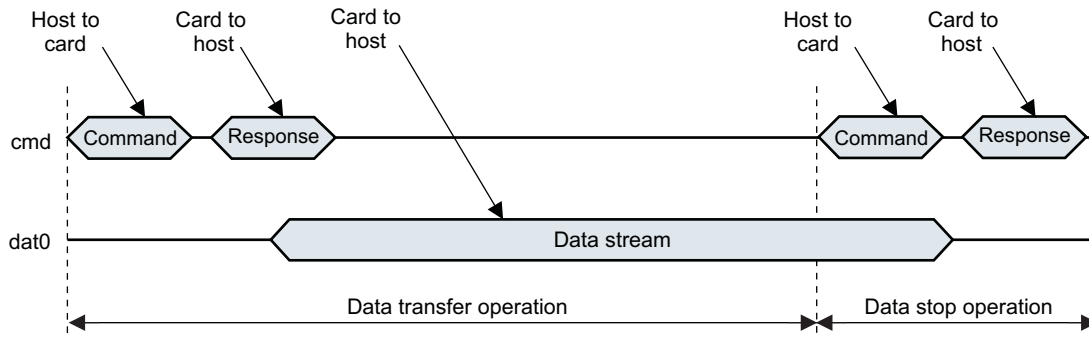 Host to
card
Card to
host
Card to
host
Host to
card
Card to
host
cmd
Command
Response
Command
Response
dat0
Data stream
Data transfer operation
Data stop operation